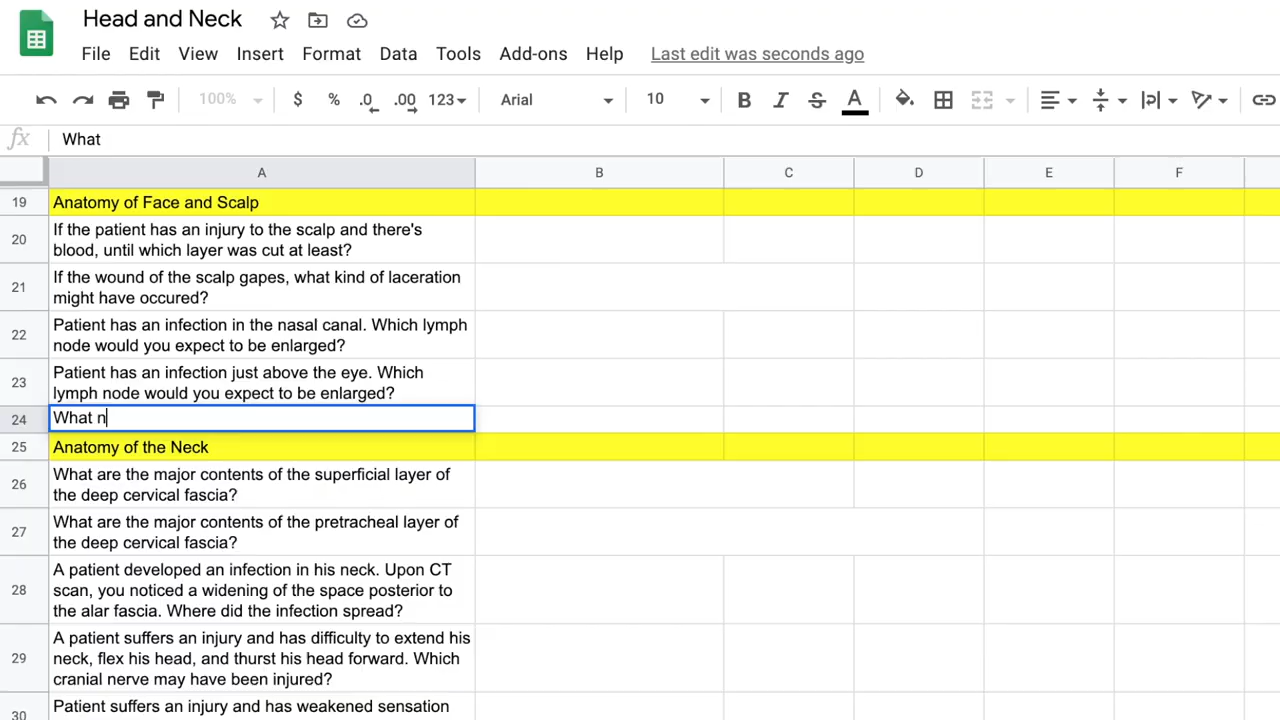 Head and Neck
File Edit View Insert Format Data Tools Add-ons Help Last edit was seconds ago
100% $ % .0 .00 123 Arial 10 B I S A
fx What
A B C D E F
19 Anatomy of Face and Scalp
20 If the patient has an injury to the scalp and there's
blood, until which layer was cut at least?
21 If the wound of the scalp gapes, what kind of laceration
might have occured?
22 Patient has an infection in the nasal canal. Which lymph
node would you expect to be enlarged?
23 Patient has an infection just above the eye. Which
lymph node would you expect to be enlarged?
24 What n
25 Anatomy of the Neck
26 What are the major contents of the superficial layer of
the deep cervical fascia?
27 What are the major contents of the pretracheal layer of
the deep cervical fascia?
28 A patient developed an infection in his neck. Upon CT
scan, you noticed a widening of the space posterior to
the alar fascia. Where did the infection spread?
29 A patient suffers an injury and has difficulty to extend his
neck, flex his head, and thurst his head forward. Which
cranial nerve may have been injured?
30 Patient suffers an injury and has weakened sensation